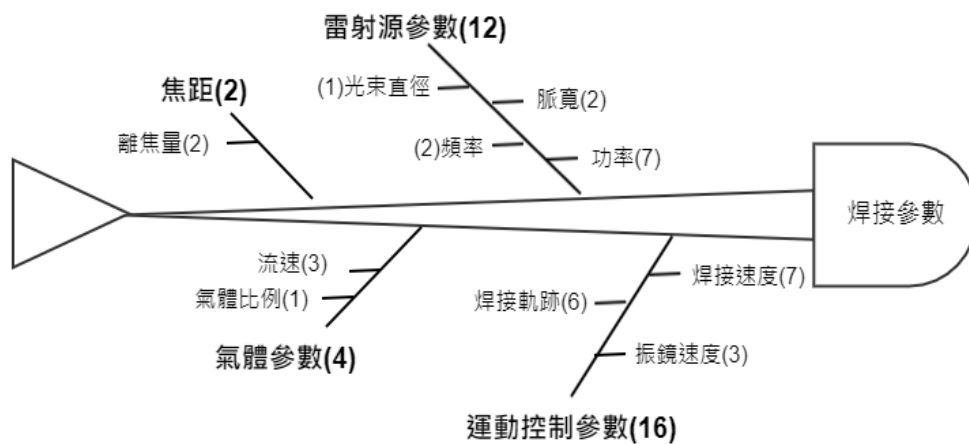 雷射源參數(12)
(1)光束直徑
脈寬(2)
(2)頻率
功率(7)
焦距(2)
離焦量(2)
焊接參數
流速(3)
氣體比例(1)
氣體參數(4)
焊接速度(7)
焊接軌跡(6)
振鏡速度(3)
運動控制參數(16)